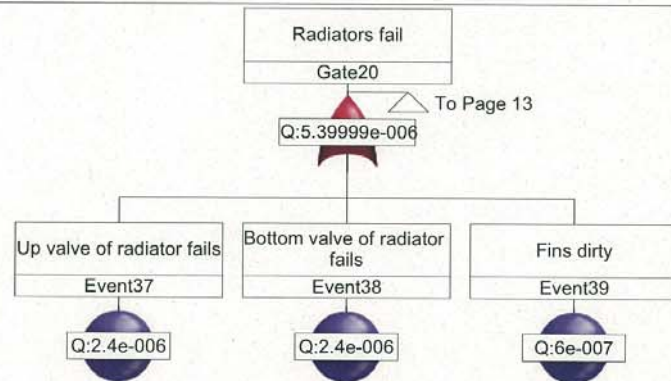 Radiators fail
Gate20
To Page 13
Q:5.39999e-006
Up valve of radiator fails
Event37
Q:2.4e-006
Bottom valve of radiator
fails
Event38
Q:2.4e-006
Fins dirty
Event39
Q:6e-007